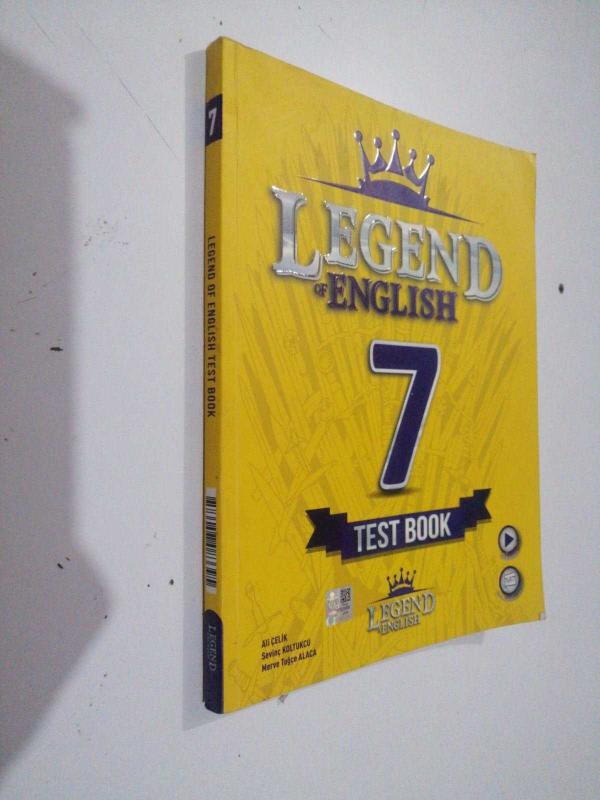 7
LEGEND OF ENGLISH TEST BOOK
LEGEND
LEGEND
OF ENGLISH
7
TEST BOOK
LEGEND
ENGLISH
Ali ÇELİK
Sevinç KOLTUKCU
Merve Tuğçe ALACA